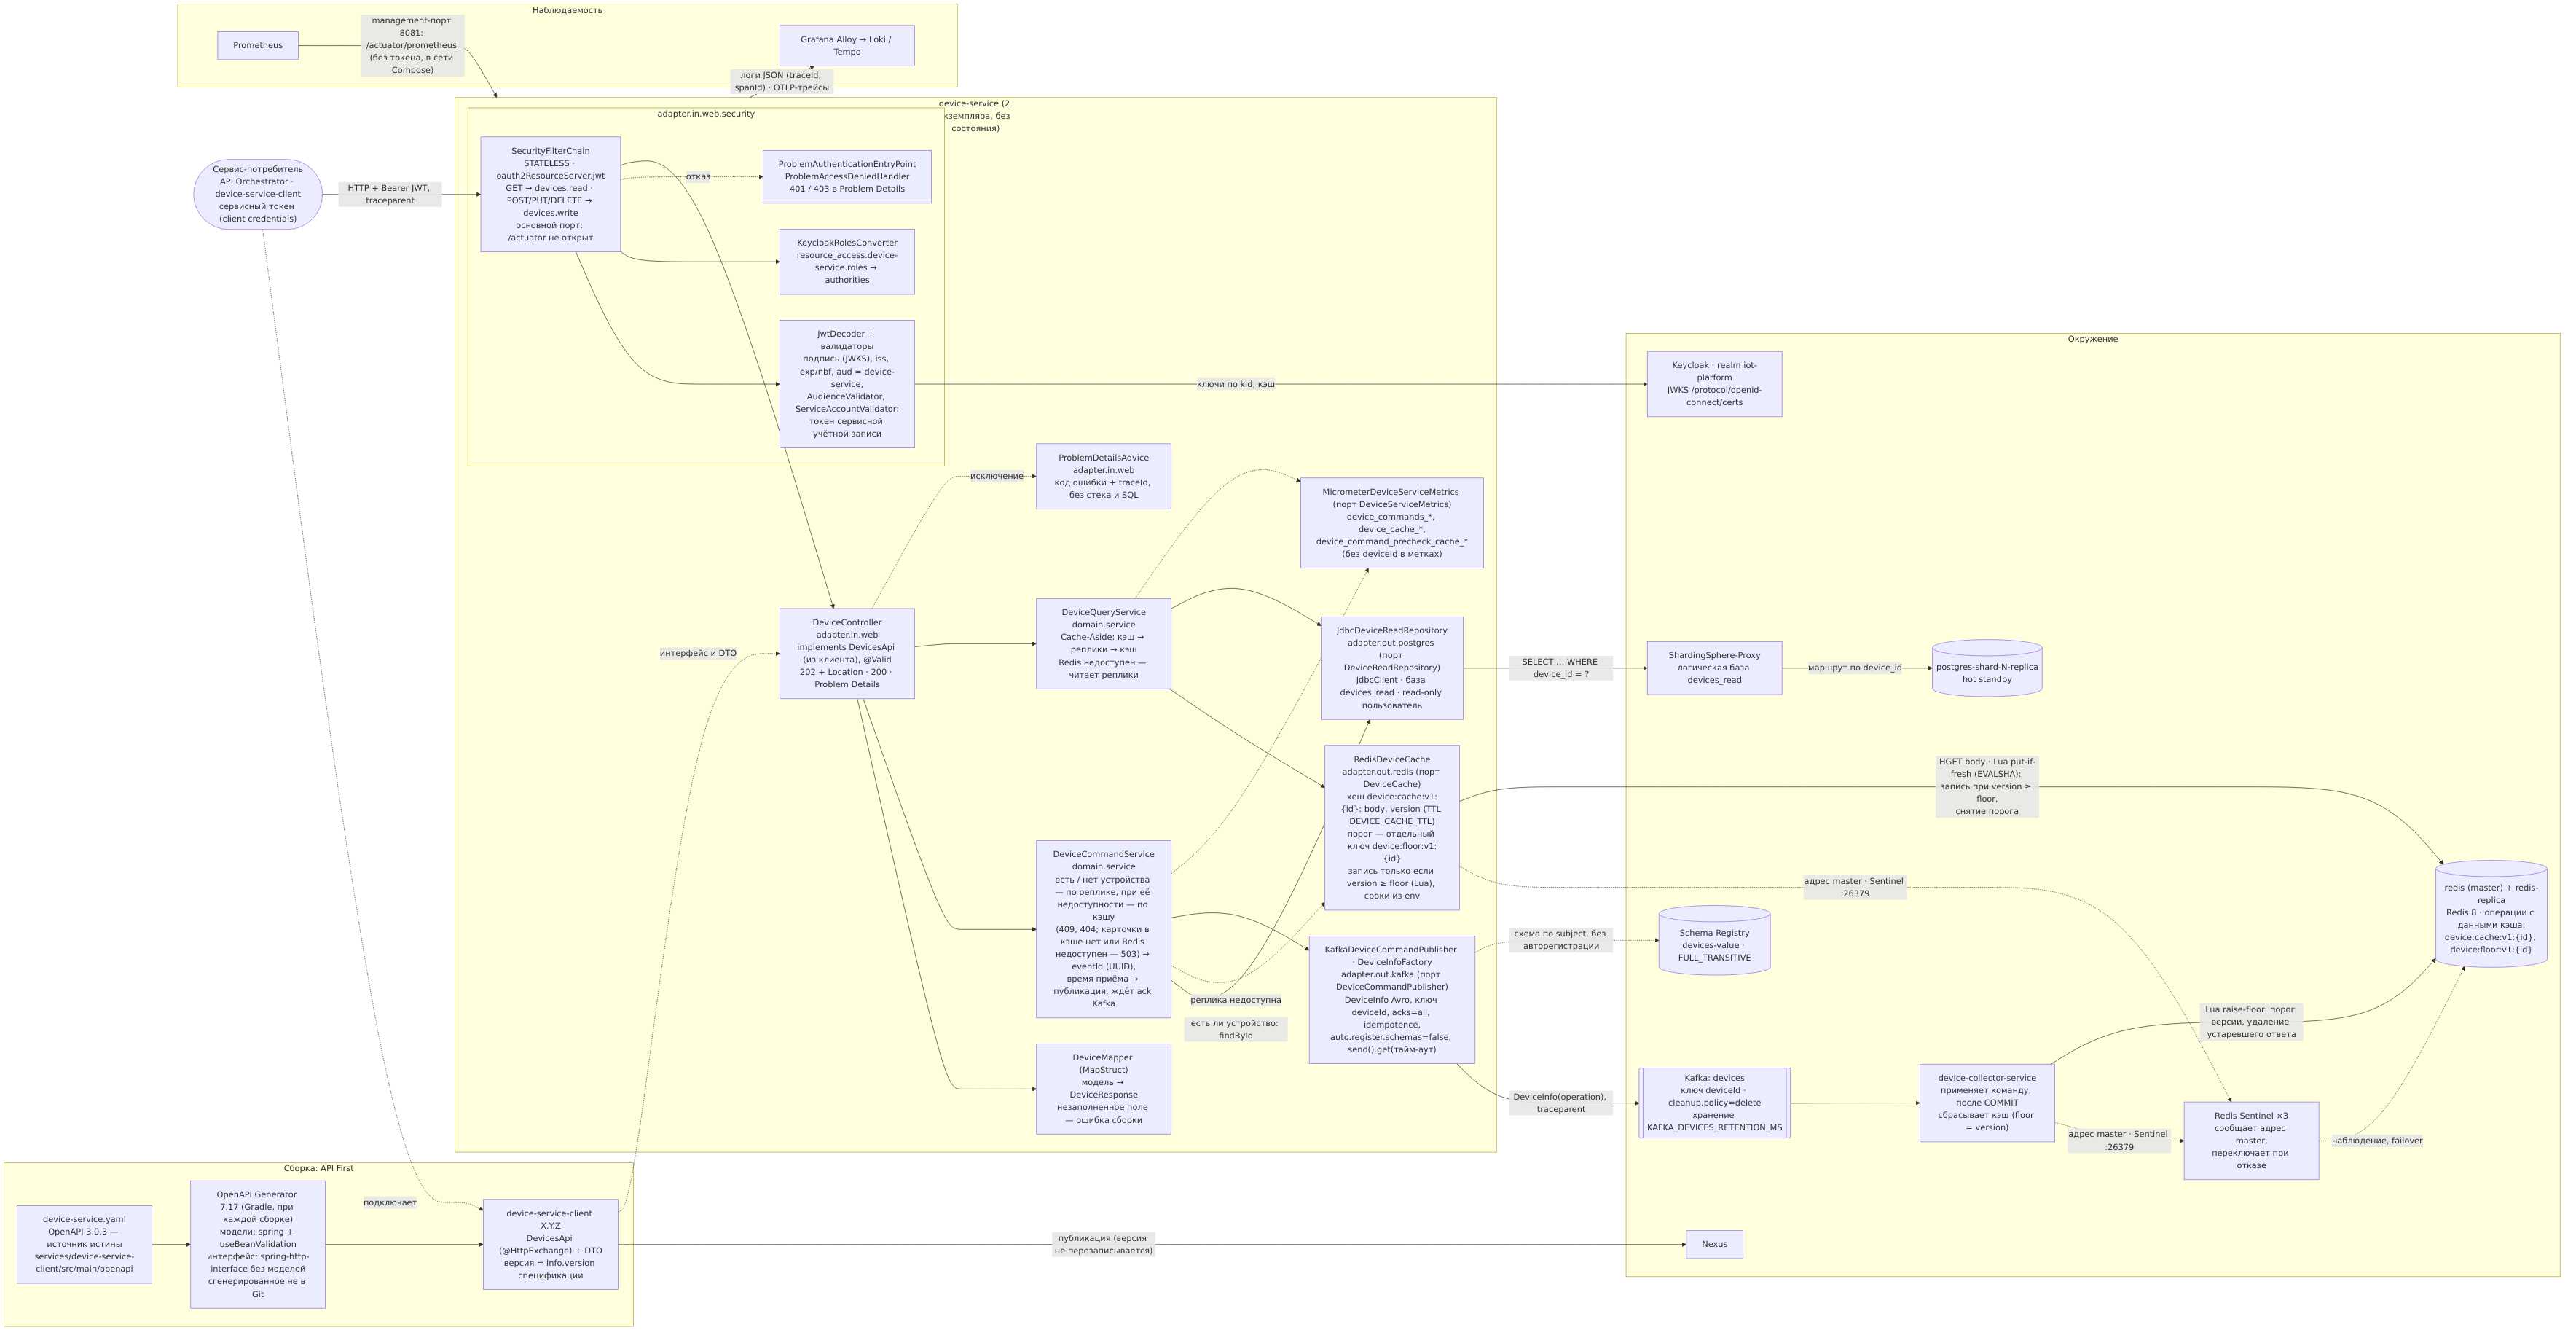 Наблюдаемость
Prometheus
management-порт
8081:
/actuator/prometheus
(без токена, в сети
Compose)
Grafana Alloy → Loki /
Tempo
логи JSON (traceId,
spanId) · OTLP-трейсы
device-service (2
кземпляра, без
состояния)
adapter.in.web.security
Сервис-потребитель
API Orchestrator ·
device-service-client
сервисный токен
(client credentials)
HTTP + Bearer JWT,
traceparent
SecurityFilterChain
STATELESS ·
oauth2ResourceServer.jwt
GET → devices.read ·
POST/PUT/DELETE →
devices.write
основной порт:
/actuator не открыт
отказ
ProblemAuthenticationEntryPoint
ProblemAccessDeniedHandler
401 / 403 в Problem Details
KeycloakRolesConverter
resource_access.device-
service.roles →
authorities
JwtDecoder +
валидаторы
подпись (JWKS), iss,
exp/nbf, aud = device-
service,
AudienceValidator,
ServiceAccountValidator:
токен сервисной
учётной записи
ключи по kid, кэш
Окружение
Keycloak · realm iot-
platform
JWKS /protocol/openid-
connect/certs
исключение
ProblemDetailsAdvice
adapter.in.web
код ошибки + traceId,
без стека и SQL
MicrometerDeviceServiceMetrics
(порт DeviceServiceMetrics)
device_commands_*,
device_cache_*,
device_command_precheck_cache_*
(без deviceId в метках)
интерфейс и DTO
DeviceController
adapter.in.web
implements DevicesApi
(из клиента), @Valid
202 + Location · 200 ·
Problem Details
DeviceQueryService
domain.service
Cache-Aside: кэш →
реплики → кэш
Redis недоступен —
читает реплики
JdbcDeviceReadRepository
adapter.out.postgres
(порт
DeviceReadRepository)
JdbcClient · база
devices_read · read-only
пользователь
SELECT ... WHERE
device_id = ?
ShardingSphere-Proxy
логическая база
devices_read
маршрут по device_id
postgres-shard-N-replica
hot standby
RedisDeviceCache
adapter.out.redis (порт
DeviceCache)
хеш device:cache:v1:
{id}: body, version (TTL
DEVICE_CACHE_TTL)
порог — отдельный
ключ device:floor:v1:
{id}
запись только если
version ≥ floor (Lua),
сроки из env
HGET body · Lua put-if-
fresh (EVALSHA):
запись при version ≥
floor,
снятие порога
DeviceCommandService
domain.service
есть / нет устройства
— по реплике, при её
недоступности — по
кэшу
(409, 404; карточки в
кэше нет или Redis
недоступен — 503) →
eventId (UUID),
время приёма →
публикация, ждёт ack
Kafka
адрес master · Sentinel
:26379
redis (master) + redis-
replica
Redis 8 · операции с
данными кэша:
device:cache:v1:{id},
device:floor:v1:{id}
схема по subject, без
авторегистрации
Schema Registry
devices-value ·
FULL_TRANSITIVE
KafkaDeviceCommandPublisher
· DeviceInfoFactory
adapter.out.kafka (порт
DeviceCommandPublisher)
DeviceInfo Avro, ключ
deviceId, acks=all,
idempotence,
auto.register.schemas=false,
send().get(тайм-аут)
реплика недоступна
есть ли устройство:
findById
Lua raise-floor: порог
версии, удаление
устаревшего ответа
DeviceMapper
(MapStruct)
модель →
DeviceResponse
незаполненное поле
— ошибка сборки
DeviceInfo(operation),
traceparent
Kafka: devices
ключ deviceId ·
cleanup.policy=delete
хранение
KAFKA_DEVICES_RETENTION_MS
device-collector-service
применяет команду,
после COMMIT
сбрасывает кэш (floor
= version)
адрес master · Sentinel
:26379
Redis Sentinel ×3
сообщает адрес
master,
переключает при
отказе
наблюдение, failover
Сборка: API First
device-service.yaml
OpenAPI 3.0.3 —
источник истины
services/device-service-
client/src/main/openapi
OpenAPI Generator
7.17 (Gradle, при
каждой сборке)
модели: spring +
useBeanValidation
интерфейс: spring-http-
interface без моделей
сгенерированное не в
Git
подключает
device-service-client
X.Y.Z
DevicesApi
(@HttpExchange) + DTO
версия = info.version
спецификации
публикация (версия
не перезаписывается)
Nexus